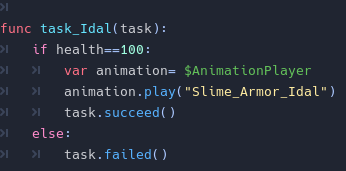 func task_Idal(task):
if health==100:
var animation= $AnimationPlayer
animation.play("Slime_Armor_Idal")
task.succeed()
else:
task.failed()